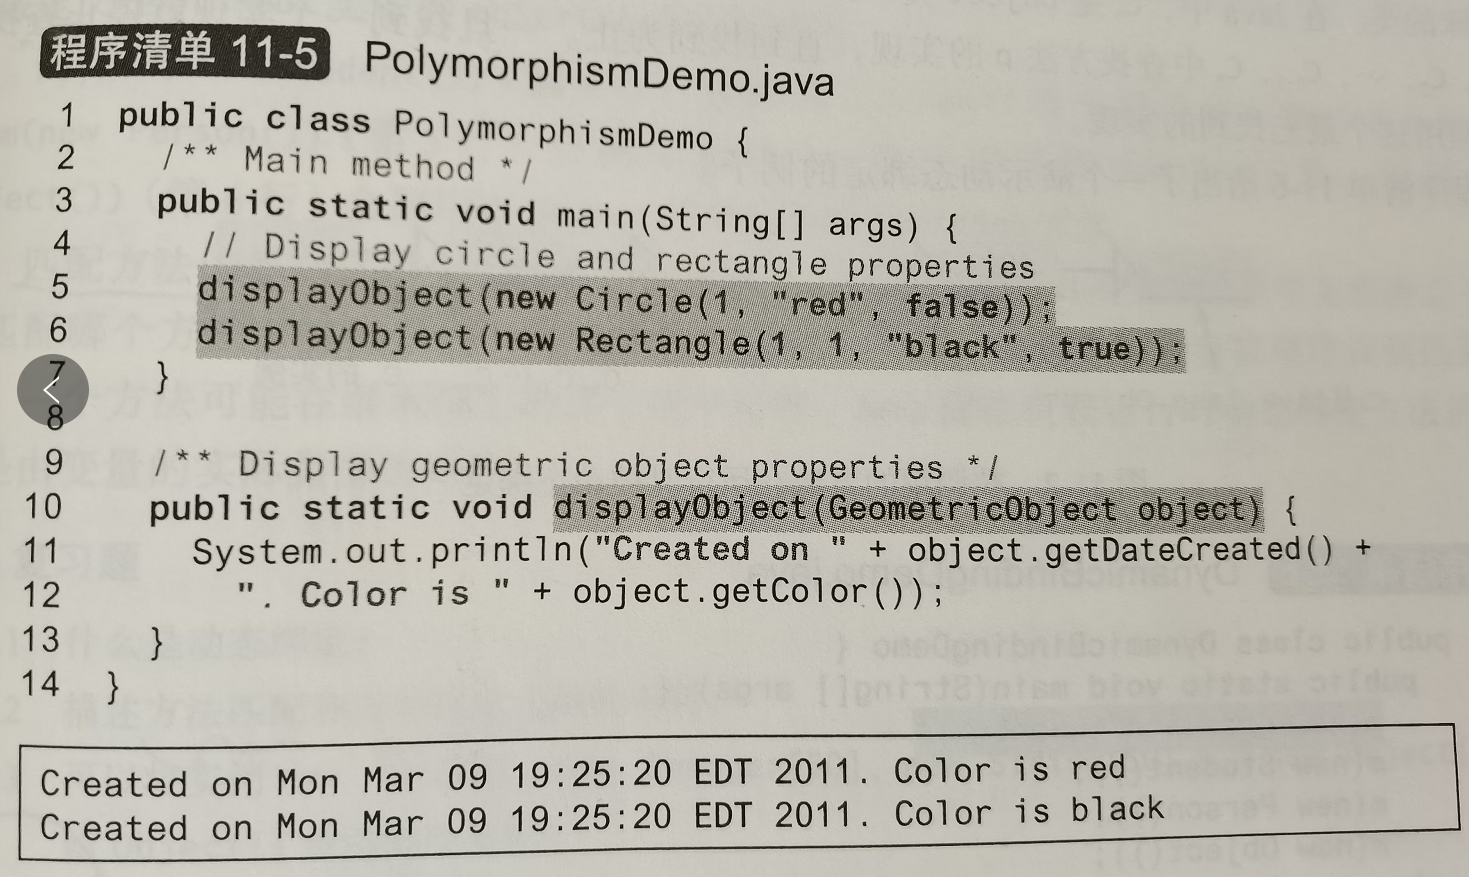 程序清单 11-5 PolymorphismDemo.java
1 public class PolymorphismDemo {
2 /** Main method */
3 public static void main(String[] args) {
4 // Display circle and rectangle properties
5 displayObject(new Circle(1, "red", false));
6 displayObject(new Rectangle(1, 1, "black", true));
7 }
8
9 /** Display geometric object properties */
10 public static void displayObject(GeometricObject object) {
11 System.out.println("Created on " + object.getDateCreated() +
12 ". Color is " + object.getColor());
13 }
14 }
Created on Mon Mar 09 19:25:20 EDT 2011. Color is red
Created on Mon Mar 09 19:25:20 EDT 2011. Color is black